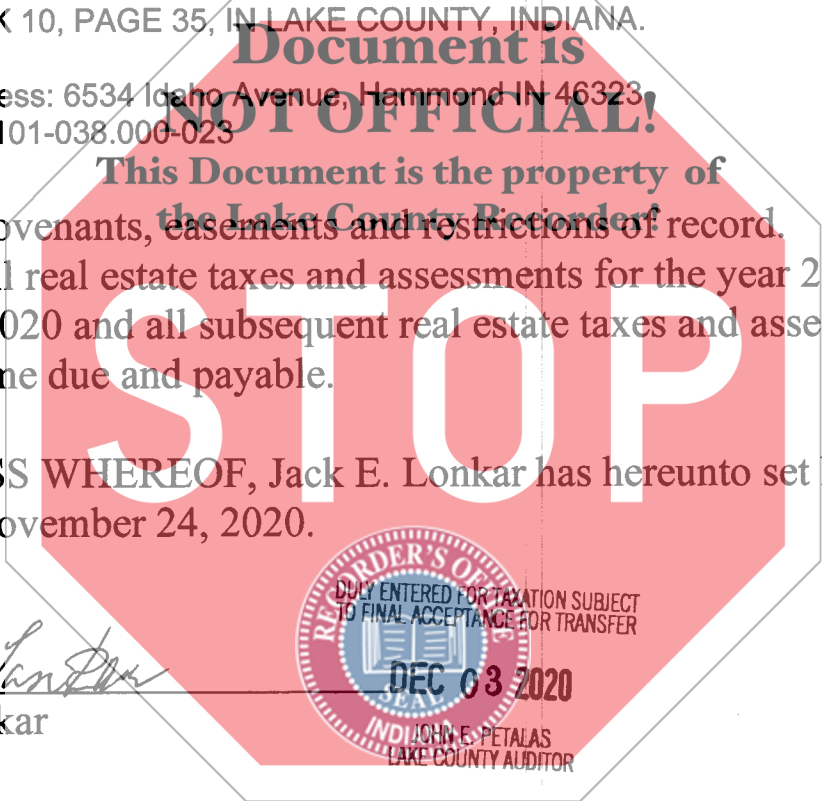 K 10, PAGE 35, IN LAKE COUNTY, INDIANA.
Document is
ess: 6534 Idaho Avenue, Hammond IN 46323
NOT OFFICIAL!
101-038.000-023
This Document is the property of
the Lake County Recorder!
ovenants, easements and restrictions of record.
l real estate taxes and assessments for the year 2
020 and all subsequent real estate taxes and asse
ne due and payable.
STOP
SS WHEREOF, Jack E. Lonkar has hereunto set
ovember 24, 2020.
RECORDER'S OFFICE
DULY ENTERED FOR TAXATION SUBJECT
TO FINAL ACCEPTANCE FOR TRANSFER
DEC 03 2020
SEAL
kar
INDIANA
JOHN E. PETALAS
LAKE COUNTY AUDITOR